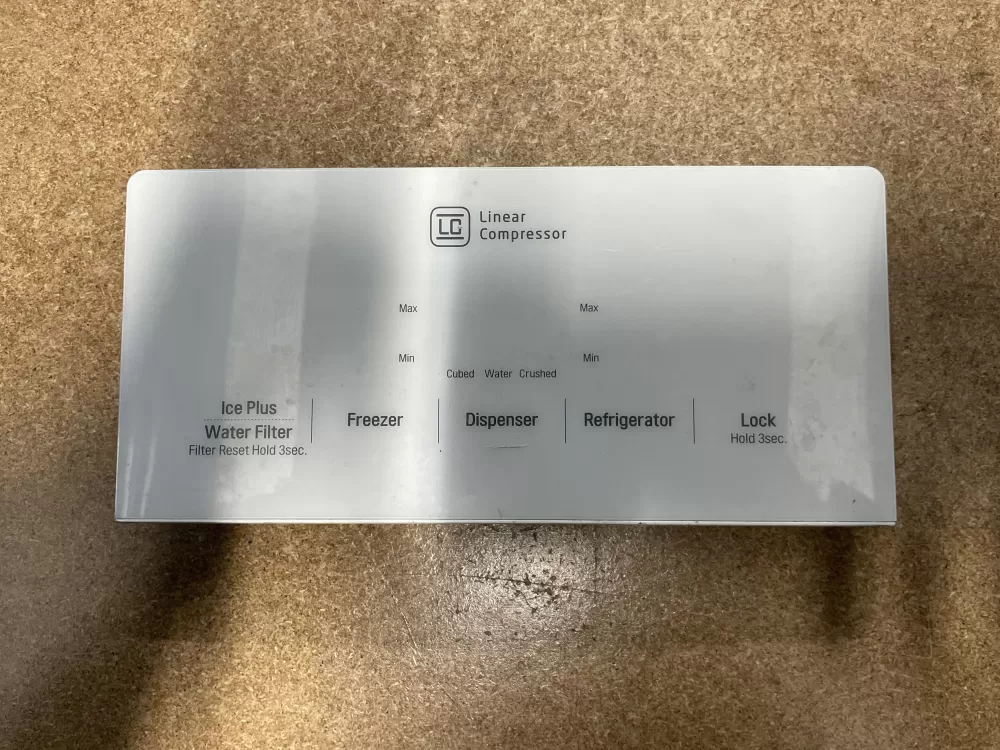 LC
Linear
Compressor
Max
Max
Min
Min
Cubed Water Crushed
Ice Plus
Water Filter
Filter Reset Hold 3sec.
Freezer
Dispenser
Refrigerator
Lock
Hold 3sec.